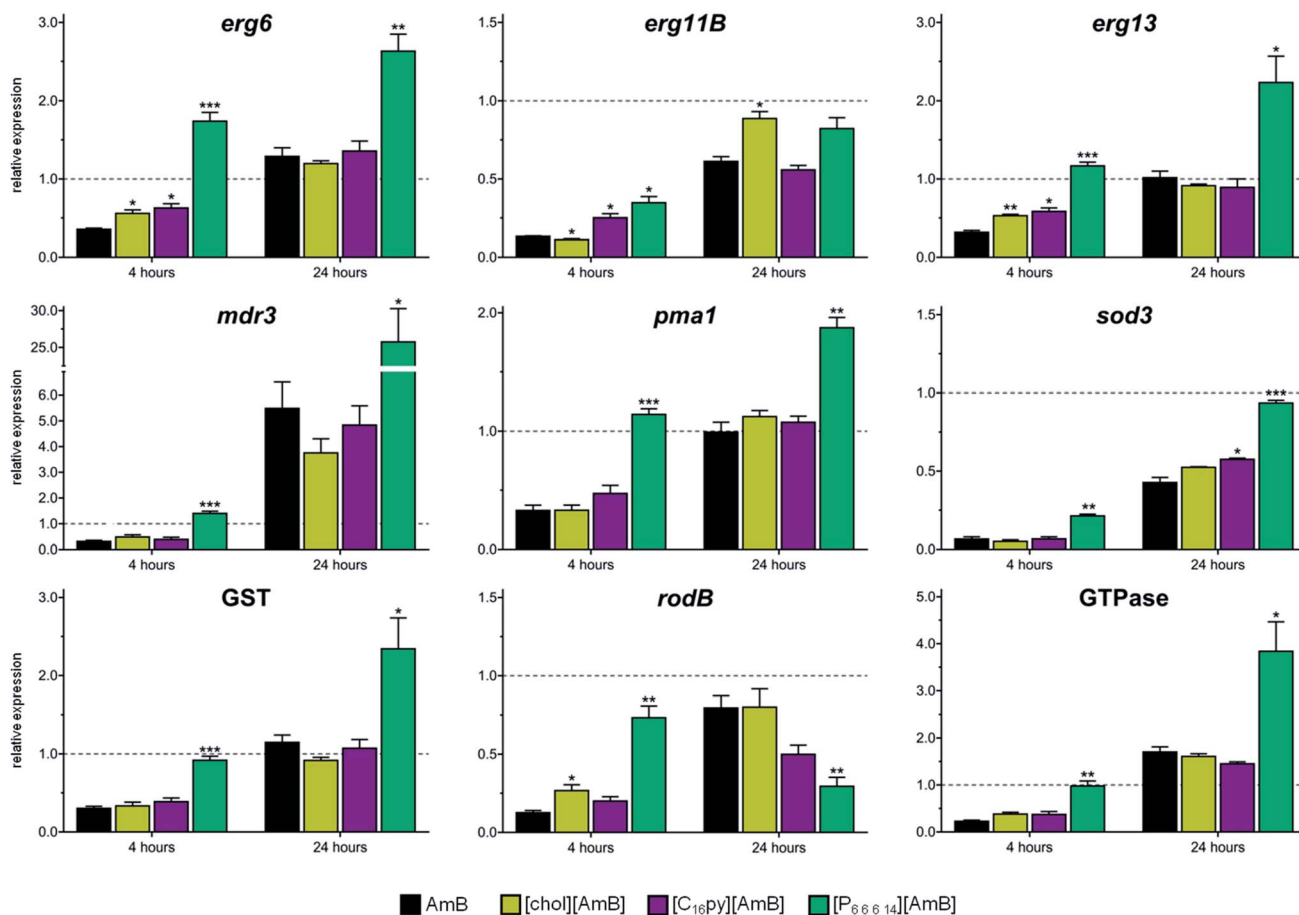 erg6
relative expression
3.0
2.0
1.0
0.0
*
*
***
**
4 hours
24 hours
erg11B
1.5
1.0
0.5
0.0
*
*
*
*
4 hours
24 hours
erg13
3.0
2.0
1.0
0.0
**
*
***
*
4 hours
24 hours
mdr3
relative expression
30.0
25.0
6.0
5.0
4.0
3.0
2.0
1.0
0.0
***
*
4 hours
24 hours
pma1
2.0
1.0
0.0
***
**
4 hours
24 hours
sod3
1.5
1.0
0.5
0.0
**
*
***
4 hours
24 hours
GST
relative expression
3.0
2.0
1.0
0.0
***
*
4 hours
24 hours
rodB
1.5
1.0
0.5
0.0
*
**
**
4 hours
24 hours
GTPase
5.0
4.0
3.0
2.0
1.0
0.0
**
*
4 hours
24 hours
AmB [chol][AmB] [C16py][AmB] [P6 6 6 14][AmB]